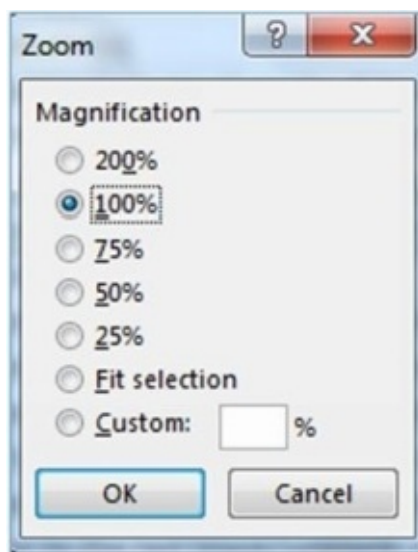 Zoom ?
Magnification
200%
100%
75%
50%
25%
Fit selection
Custom: %
OK Cancel